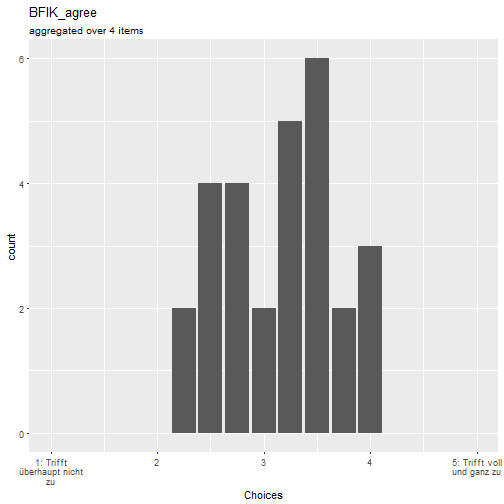 BFIK_agree
aggregated over 4 items
6
4
2
0
count
1: Trifft
überhaupt nicht
zu
2
3
4
5: Trifft voll
und ganz zu
Choices